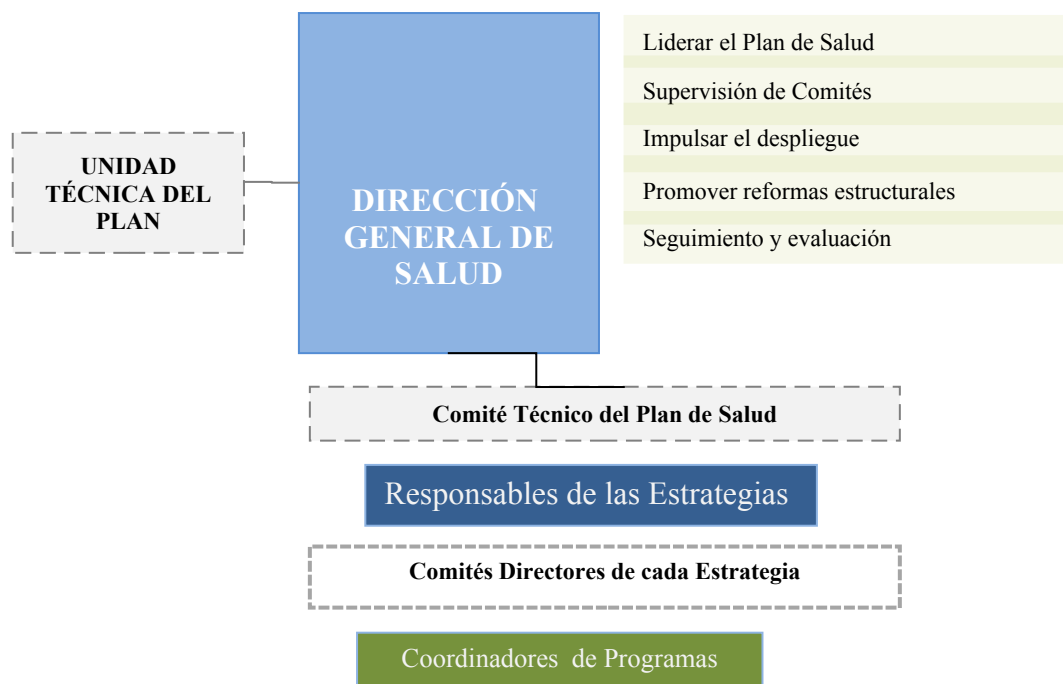 UNIDAD
TÉCNICA DEL
PLAN
DIRECCIÓN
GENERAL DE
SALUD
Liderar el Plan de Salud
Supervisión de Comités
Impulsar el despliegue
Promover reformas estructurales
Seguimiento y evaluación
Comité Técnico del Plan de Salud
Responsables de las Estrategias
Comités Directores de cada Estrategia
Coordinadores de Programas